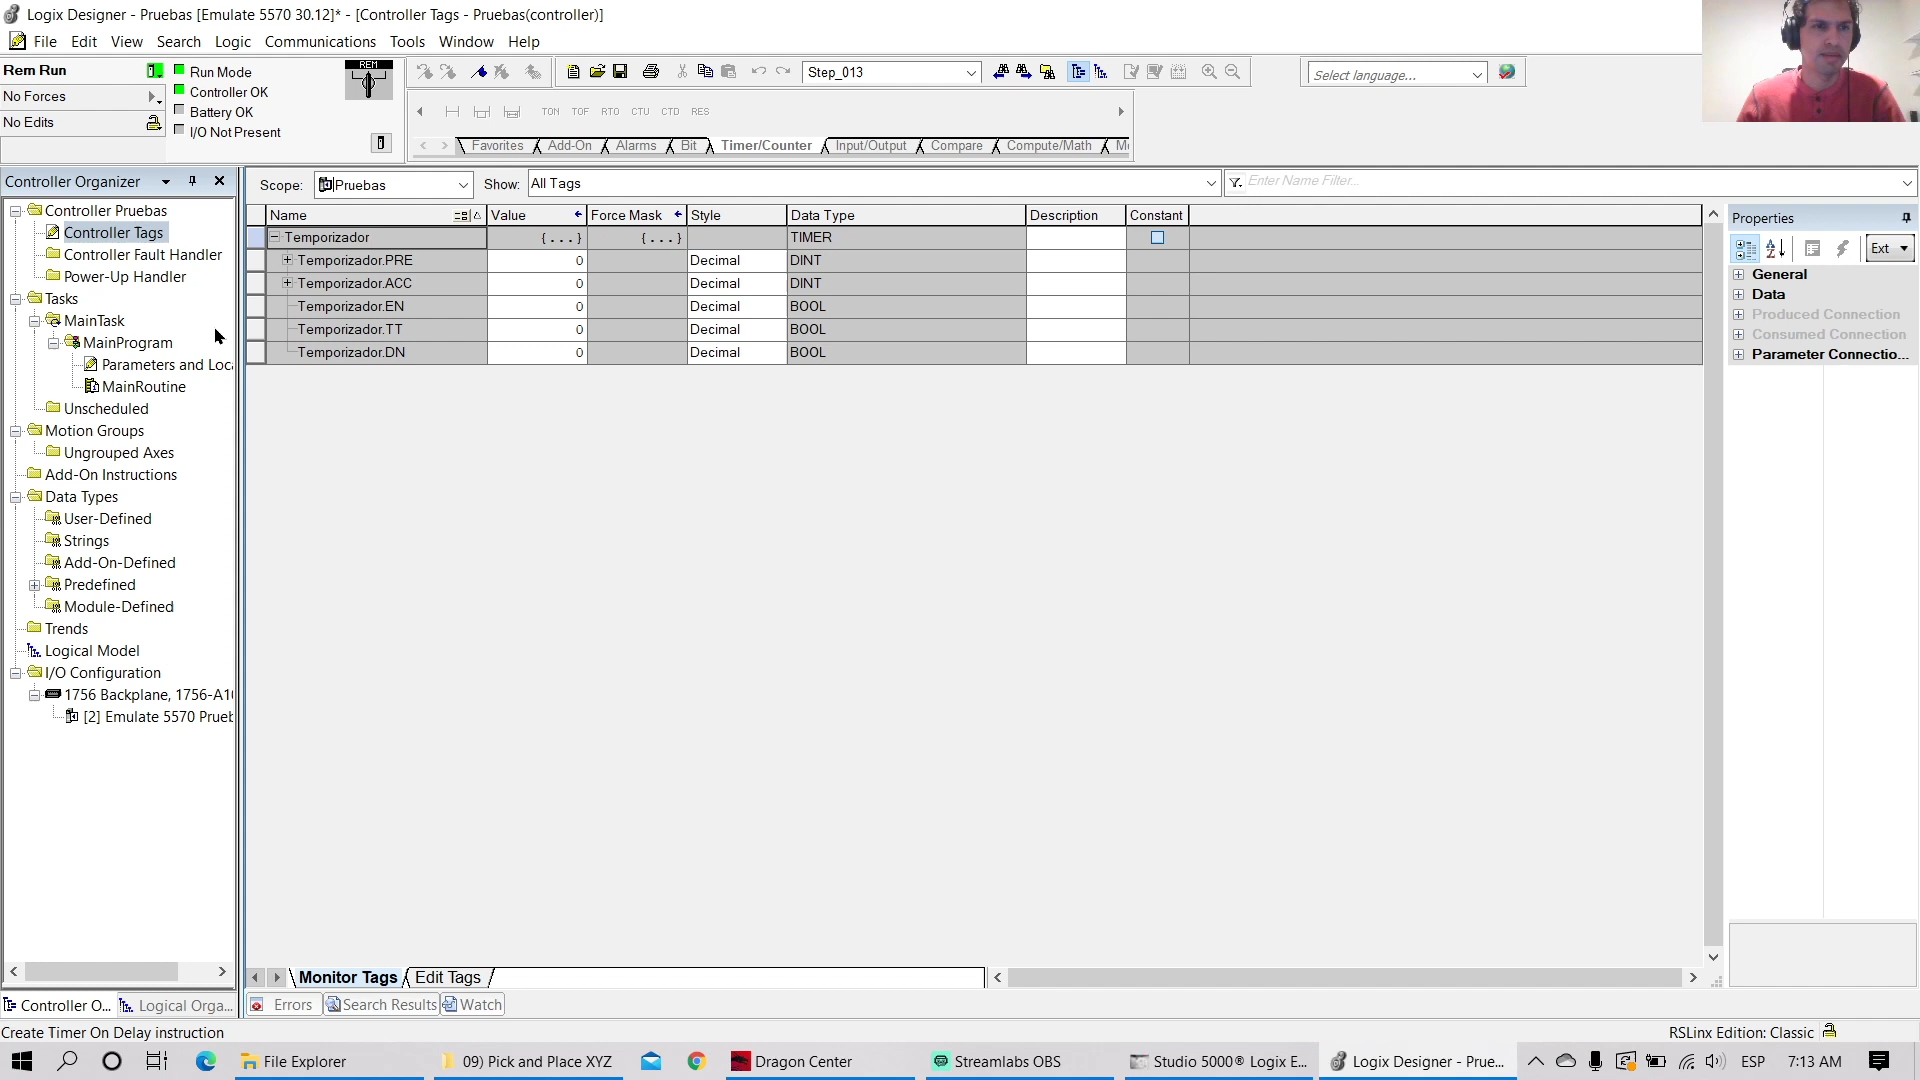 Logix Designer - Pruebas [Emulate 5570 30.12]* - [Controller Tags - Pruebas(controller)]
File Edit View Search Logic Communications Tools Window Help
Rem Run
No Forces
No Edits
Run Mode
Controller OK
Battery OK
I/O Not Present
REM
Step_013
Select language...
TON TOF RTO CTU CTD RES
Favorites Add-On Alarms Bit Timer/Counter Input/Output Compare Compute/Math
Controller Organizer
Controller Pruebas
Controller Tags
Controller Fault Handler
Power-Up Handler
Tasks
MainTask
MainProgram
Parameters and Loc
MainRoutine
Unscheduled
Motion Groups
Ungrouped Axes
Add-On Instructions
Data Types
User-Defined
Strings
Add-On-Defined
Predefined
Module-Defined
Trends
Logical Model
I/O Configuration
1756 Backplane, 1756-A1
[2] Emulate 5570 Prueb
Controller O... Logical Orga...
Scope: Pruebas Show: All Tags Enter Name Filter...
Name Value Force Mask Style Data Type Description Constant
Temporizador {...} {...} TIMER
Temporizador.PRE 0 Decimal DINT
Temporizador.ACC 0 Decimal DINT
Temporizador.EN 0 Decimal BOOL
Temporizador.TT 0 Decimal BOOL
Temporizador.DN 0 Decimal BOOL
Monitor Tags Edit Tags
Errors Search Results Watch
Properties
Ext
General
Data
Produced Connection
Consumed Connection
Parameter Connectio...
Create Timer On Delay instruction
RSLinx Edition: Classic
File Explorer 09) Pick and Place XYZ Dragon Center Streamlabs OBS Studio 5000® Logix E... Logix Designer - Prue... ESP 7:13 AM